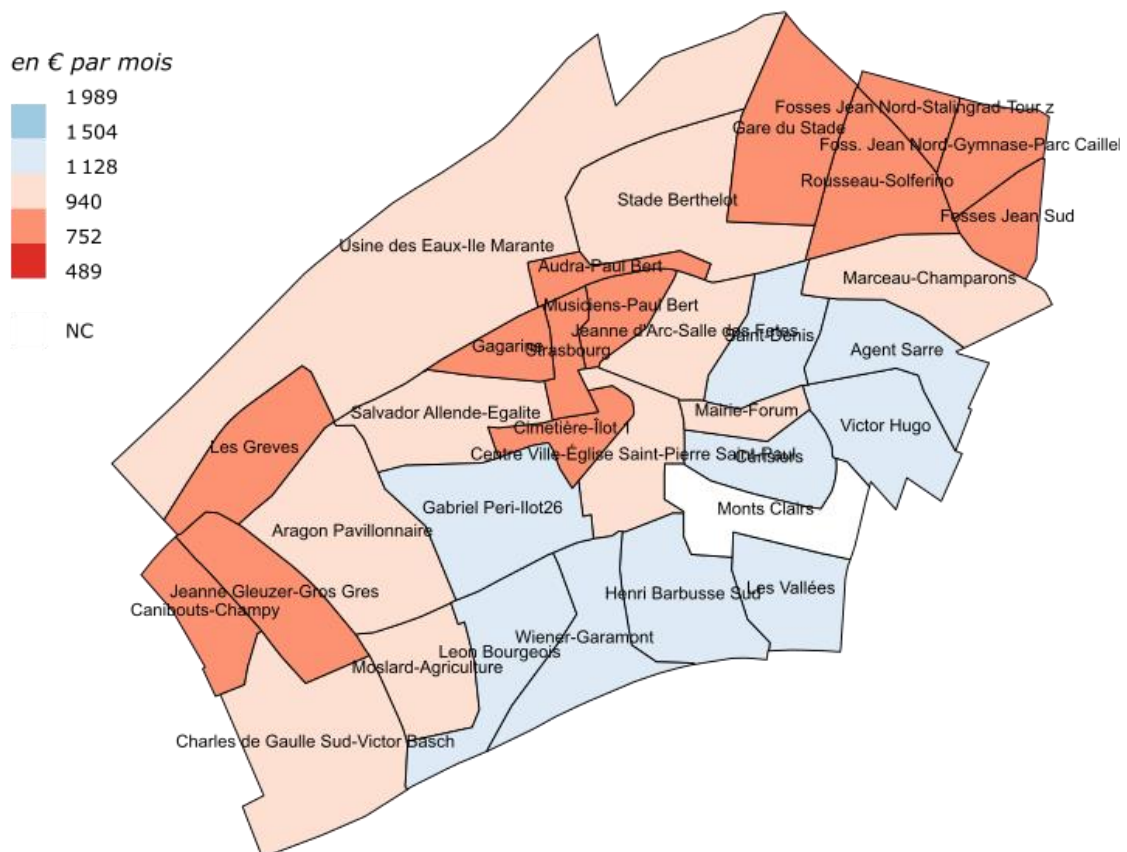 en € par mois
1 989
1 504
1 128
940
752
489
NC
Fosses Jean Nord-Stalingrad-Tour z
Gare du Stade
Foss. Jean Nord-Gymnase-Parc Caillel
Rousseau-Solferino
Stade Berthelot
Fosses Jean Sud
Usine des Eaux-Ile Marante
Audra-Paul Bert
Marceau-Champarons
Musidiens-Paul Bert
Jeanne d'Arc-Salle des Fetes
Saint-Denis
Gagarine
Strasbourg
Agent Sarre
Salvador Allende-Egalite
Mairie-Forum
Cimetière-Îlot 1
Victor Hugo
Les Greves
Centre Ville-Église Saint-Pierre Saint-Paul
Cerisiers
Gabriel Peri-Ilot26
Monts Clairs
Aragon Pavillonnaire
Jeanne Gleuzer-Gros Gres
Canibouts-Champy
Henri Barbusse Sud
Les Vallées
Wiener-Garamont
Leon Bourgeois
Moslard-Agriculture
Charles de Gaulle Sud-Victor Basch